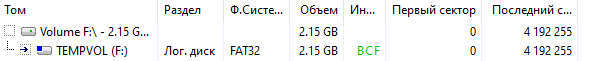 Том Раздел Ф.Систе... Объем Ин... Первый сектор Последний с...
Volume F:\ - 2.15 G... 2.15 GB 0 4 192 255
TEMPVOL (F:) Лог. диск FAT32 2.15 GB B C F 0 4 192 255